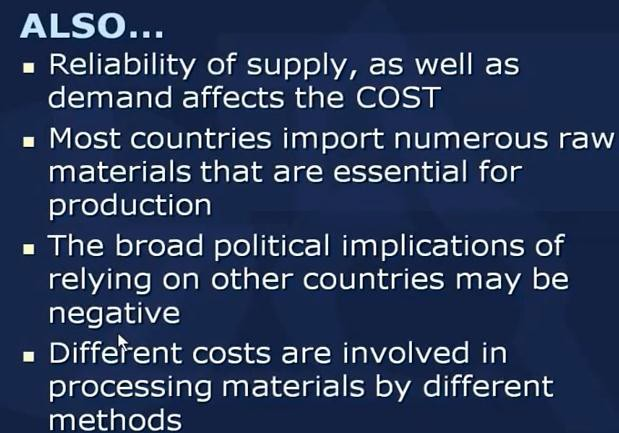 ALSO...
▪ Reliability of supply, as well as
demand affects the COST
▪ Most countries import numerous raw
materials that are essential for
production
▪ The broad political implications of
relying on other countries may be
negative
▪ Different costs are involved in
processing materials by different
methods